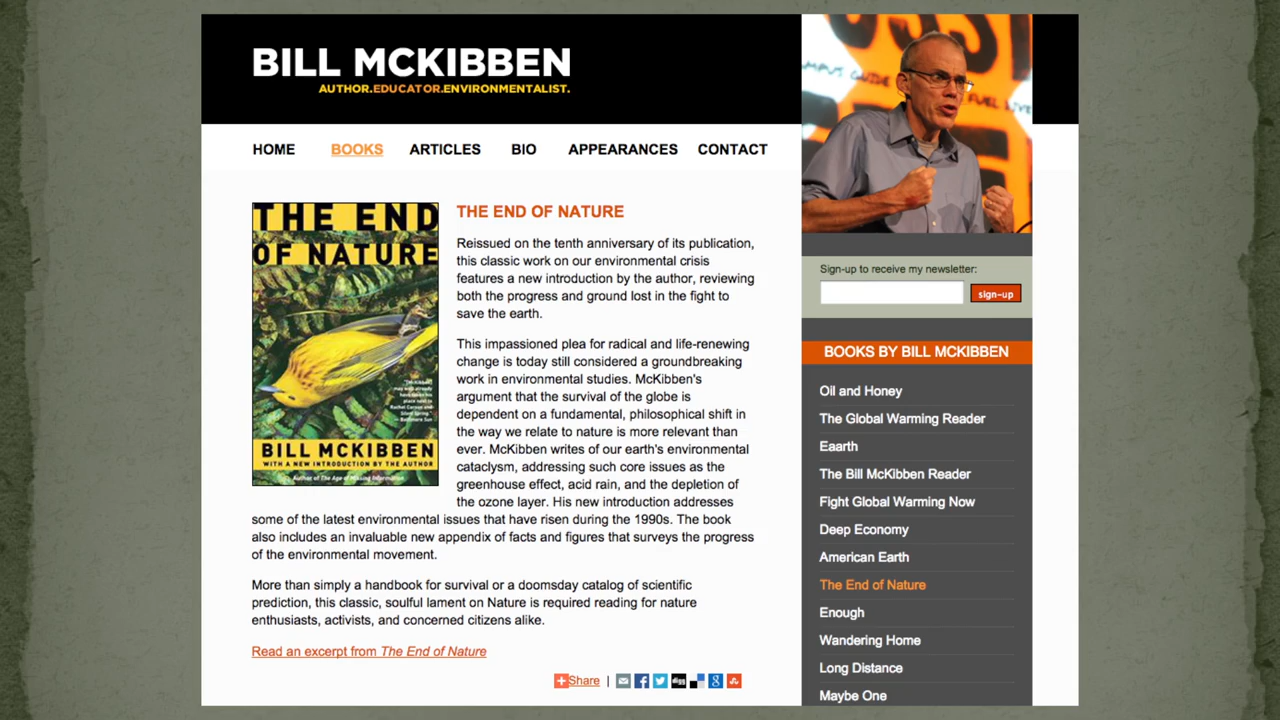 BILL MCKIBBEN
AUTHOR.EDUCATOR.ENVIRONMENTALIST.
HOME BOOKS ARTICLES BIO APPEARANCES CONTACT
THE END
OF NATURE
BILL MCKIBBEN
WITH A NEW INTRODUCTION BY THE AUTHOR
Author of The Age of Missing Information
THE END OF NATURE
Reissued on the tenth anniversary of its publication,
this classic work on our environmental crisis
features a new introduction by the author, reviewing
both the progress and ground lost in the fight to
save the earth.
This impassioned plea for radical and life-renewing
change is today still considered a groundbreaking
work in environmental studies. McKibben's
argument that the survival of the globe is
dependent on a fundamental, philosophical shift in
the way we relate to nature is more relevant than
ever. McKibben writes of our earth's environmental
cataclysm, addressing such core issues as the
greenhouse effect, acid rain, and the depletion of
the ozone layer. His new introduction addresses
some of the latest environmental issues that have risen during the 1990s. The book
also includes an invaluable new appendix of facts and figures that surveys the progress
of the environmental movement.
More than simply a handbook for survival or a doomsday catalog of scientific
prediction, this classic, soulful lament on Nature is required reading for nature
enthusiasts, activists, and concerned citizens alike.
Read an excerpt from The End of Nature
Share |
digg
Sign-up to receive my newsletter:
sign-up
BOOKS BY BILL MCKIBBEN
Oil and Honey
The Global Warming Reader
Eaarth
The Bill McKibben Reader
Fight Global Warming Now
Deep Economy
American Earth
The End of Nature
Enough
Wandering Home
Long Distance
Maybe One